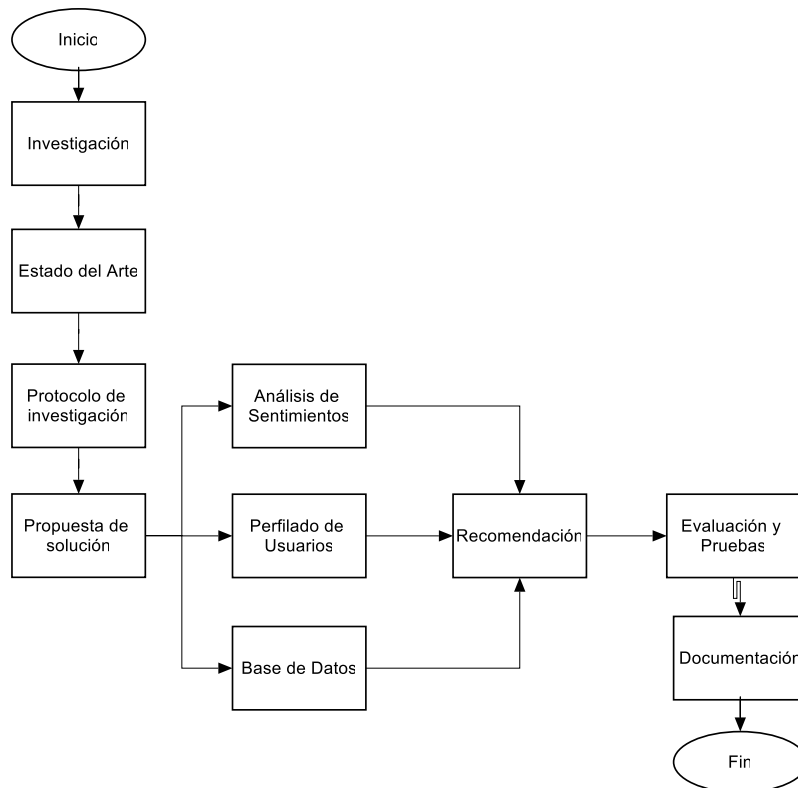 Inicio
Investigación
Estado del Arte
Protocolo de
investigación
Propuesta de
solución
Análisis de
Sentimientos
Perfilado de
Usuarios
Base de Datos
Recomendación
Evaluación y
Pruebas
Documentación
Fin